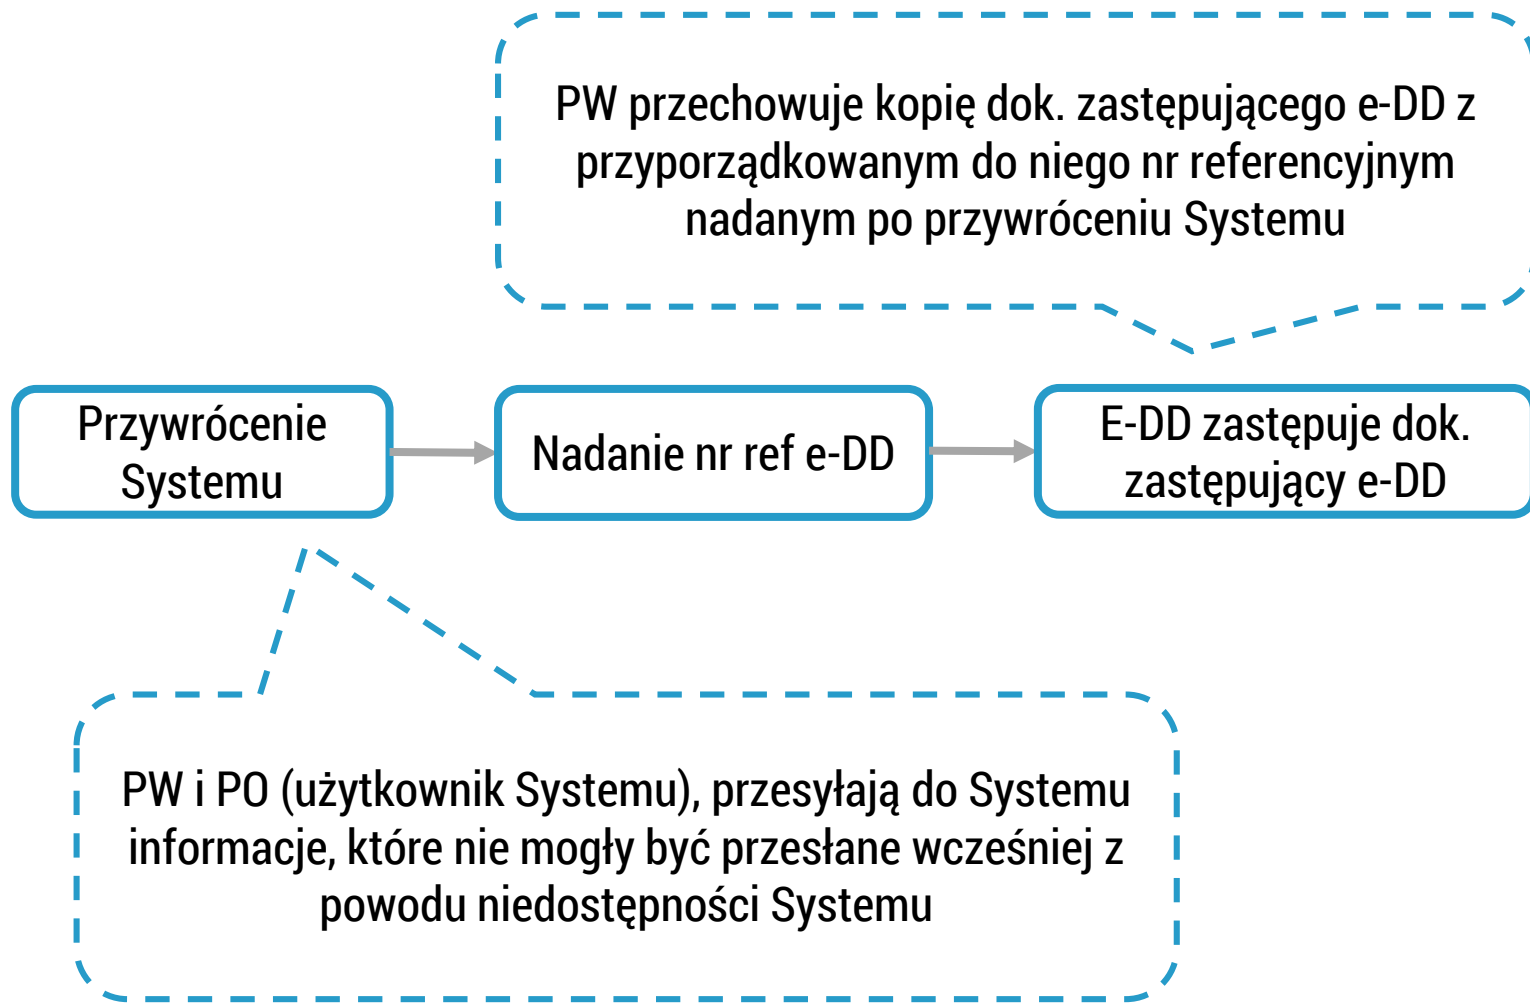 PW przechowuje kopię dok. zastępującego e-DD z
przyporządkowanym do niego nr referencyjnym
nadanym po przywróceniu Systemu
Przywrócenie
Systemu
Nadanie nr ref e-DD
E-DD zastępuje dok.
zastępujący e-DD
PW i PO (użytkownik Systemu), przesyłają do Systemu
informacje, które nie mogły być przesłane wcześniej z
powodu niedostępności Systemu